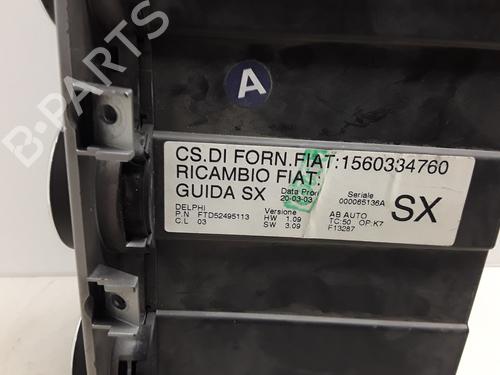 A
CS.DI FORN.FIAT:1560334760
RICAMBIO FIAT:
GUIDA SX
Data Prod
20-03-03
Seriale
000065136A
SX
DELPHI
P.N FTD52495113
C.L 03
Versione
HW 1.09
SW 3.09
AB AUTO
TC:50 OP:K7
F13287
B-PARTS